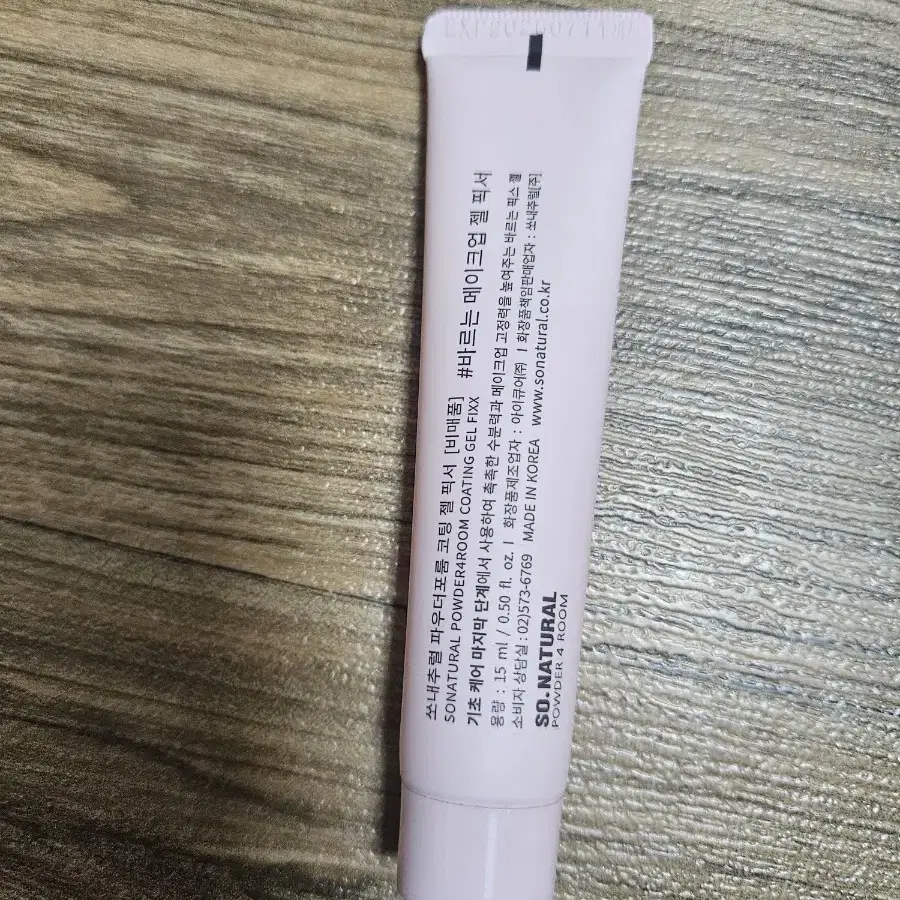 쏘내추럴 파우더포룸 코팅 젤 픽서 [비매품]
SONATURAL POWDER4ROOM COATING GEL FIXX #바르는 메이크업 젤 픽서
기초 케어 마지막 단계에서 사용하여 촉촉한 수분력과 메이크업 고정력을 높여주는 바르는 픽스 젤
용량 : 15 ml / 0.50 fl. oz. I 화장품제조업자 : 아이큐어㈜ I 화장품책임판매업자 : 쏘내추럴[주]
소비자 상담실 : 02)573-6769 MADE IN KOREA www.sonatural.co.kr
SO.NATURAL
POWDER 4 ROOM